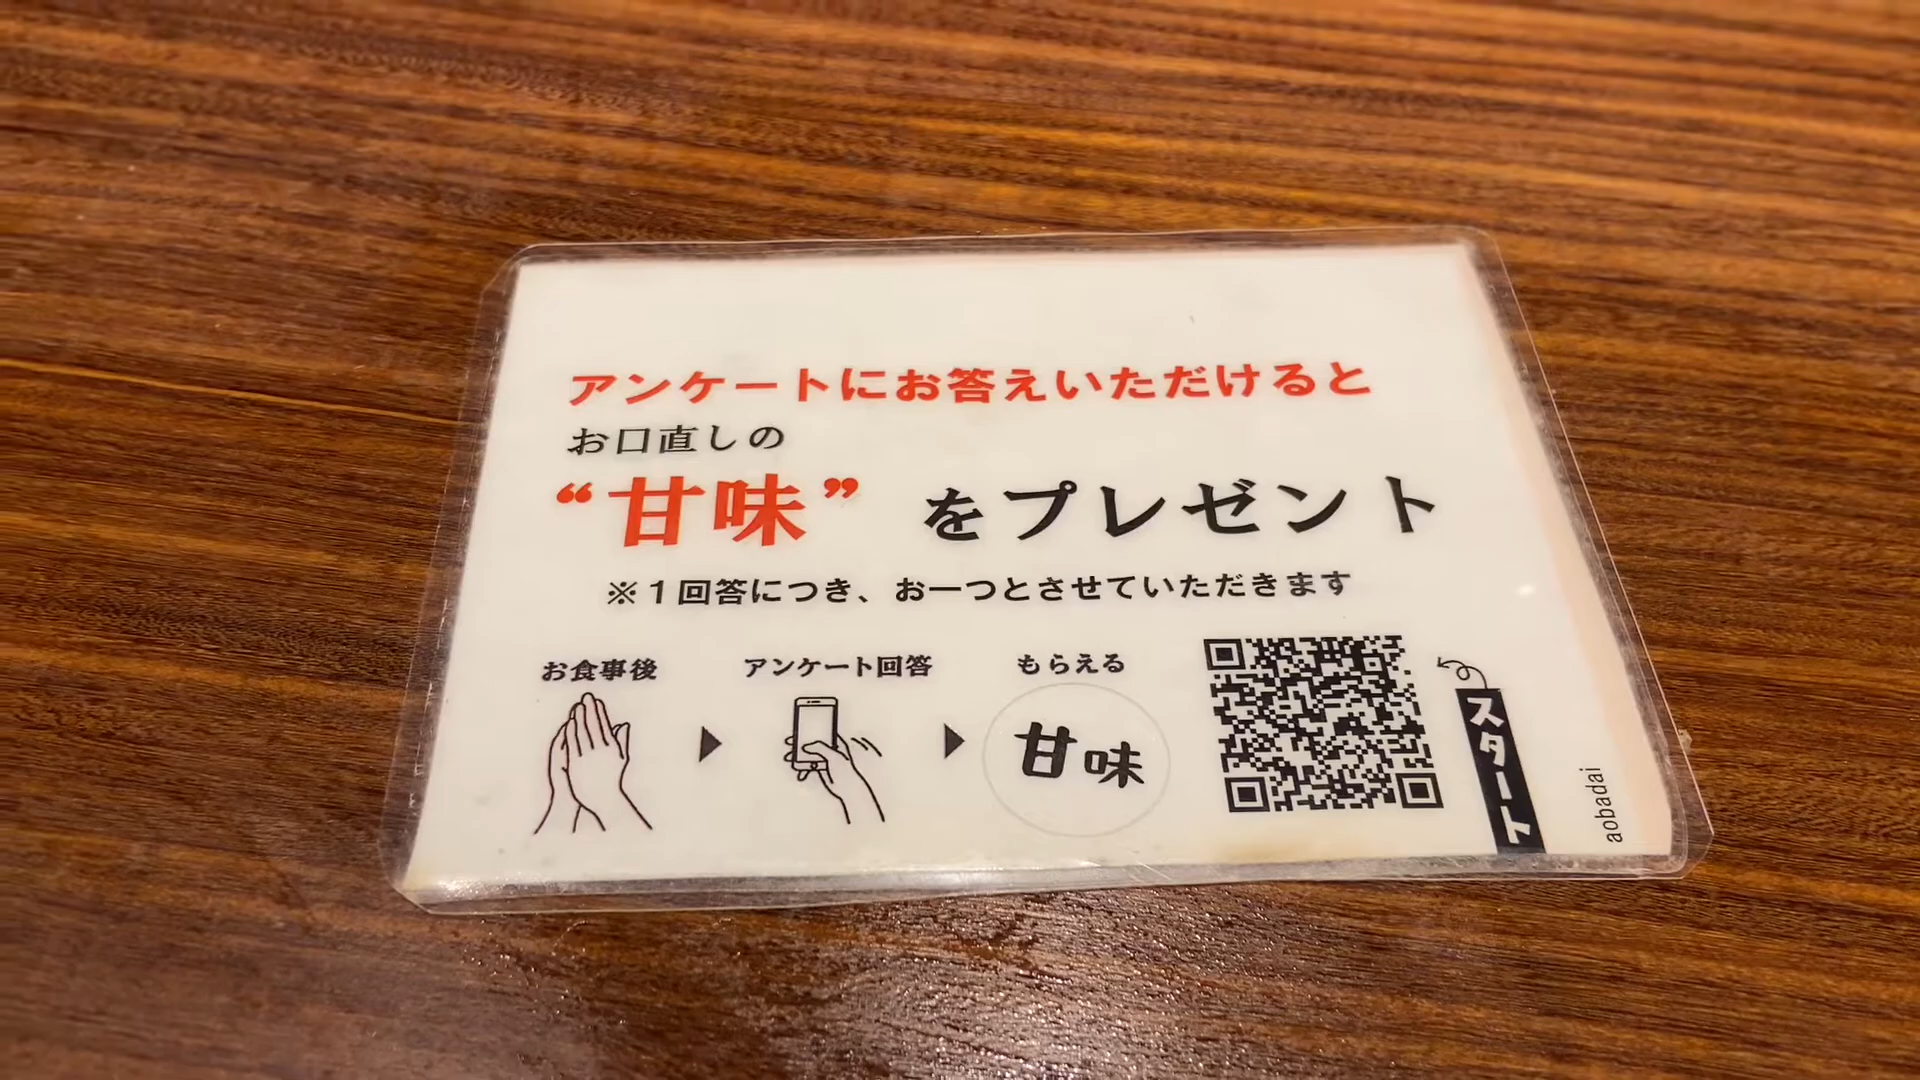 アンケートにお答えいただけると
お口直しの
“甘味”をプレゼント
※1回答につき、お一つとさせていただきます
お食事後
アンケート回答
もらえる
甘味
スタート
aobadai